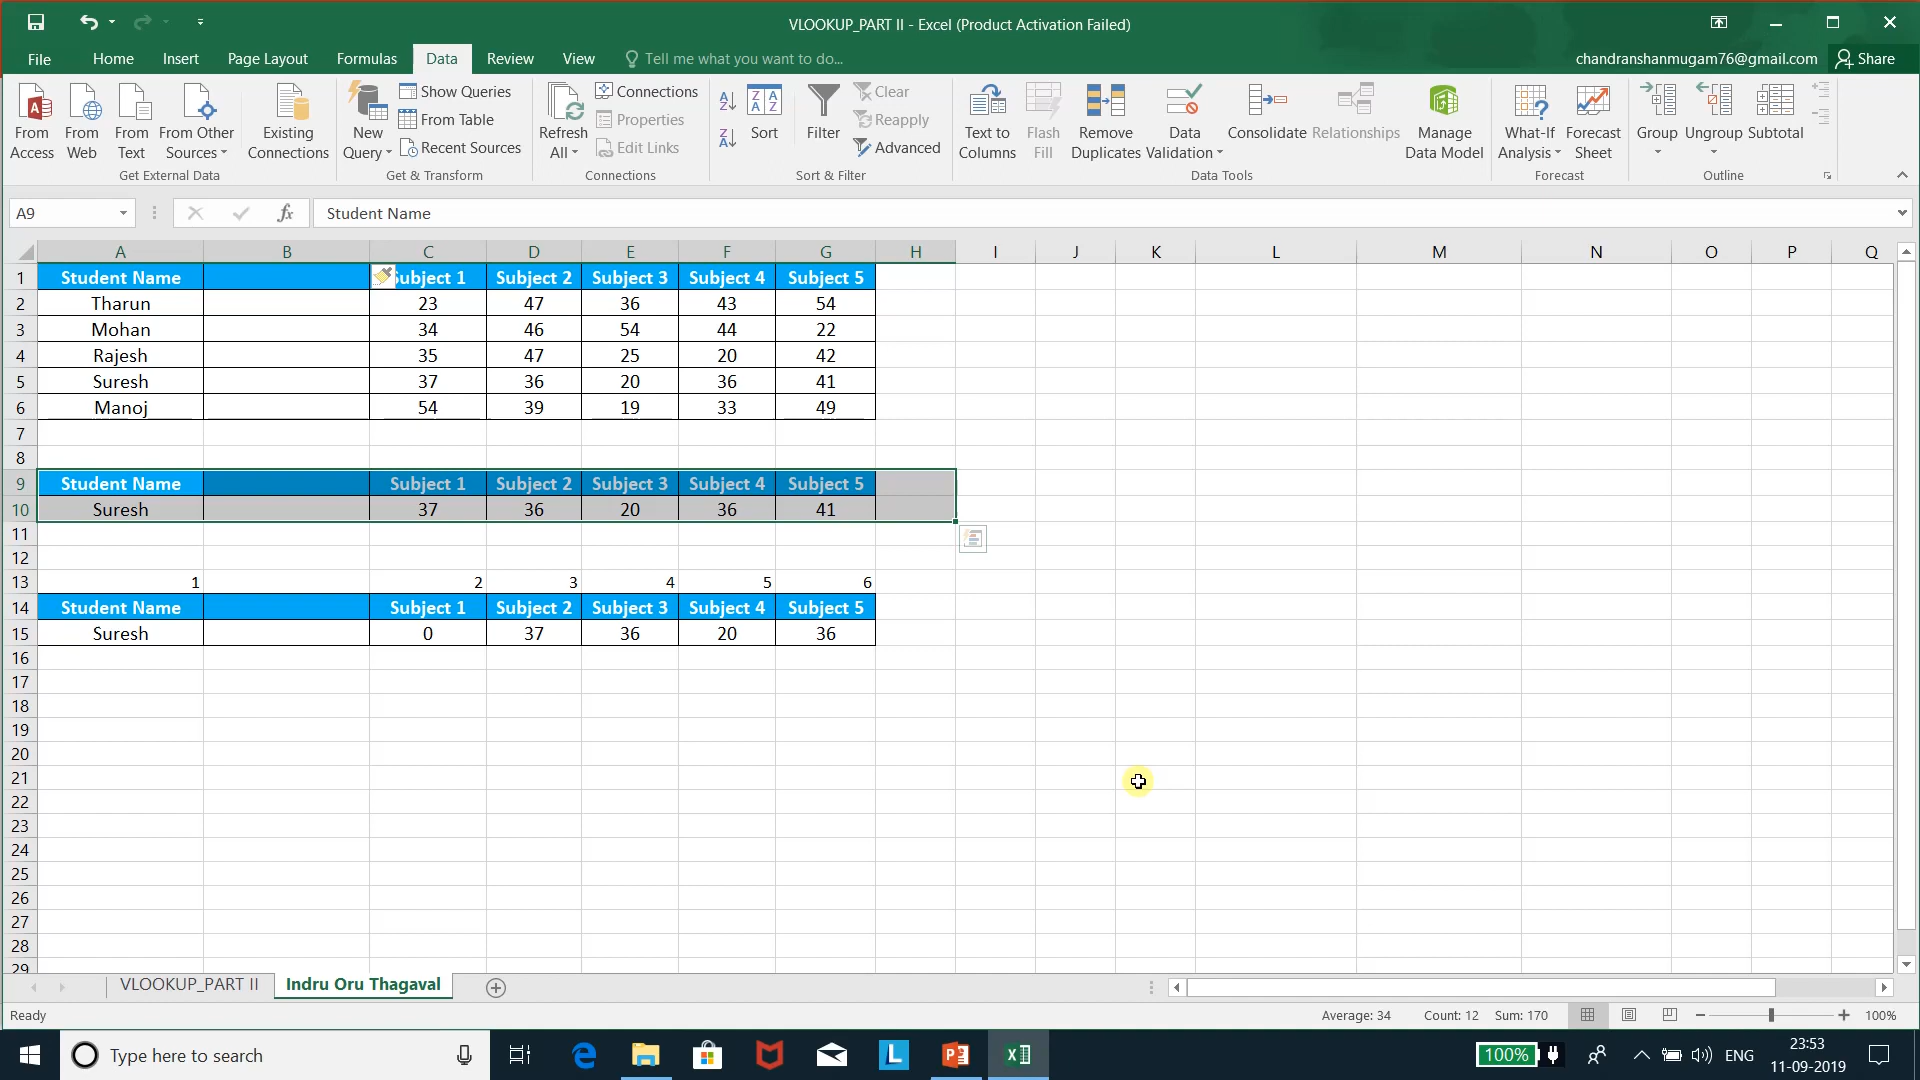 VLOOKUP_PART II - Excel (Product Activation Failed)
File Home Insert Page Layout Formulas Data Review View Tell me what you want to do... chandranshanmugam76@gmail.com Share
From Access From Web From Text From Other Sources Existing Connections
Get External Data
New Query Show Queries From Table Recent Sources
Get & Transform
Refresh All Connections Properties Edit Links
Connections
Sort Filter Clear Reapply Advanced
Sort & Filter
Text to Columns Flash Fill Remove Duplicates Data Validation Consolidate Relationships Manage Data Model
Data Tools
What-If Analysis Forecast Sheet
Forecast
Group Ungroup Subtotal
Outline
A9 fx Student Name
A B C D E F G H I J K L M N O P Q
1 Student Name Subject 1 Subject 2 Subject 3 Subject 4 Subject 5
2 Tharun 23 47 36 43 54
3 Mohan 34 46 54 44 22
4 Rajesh 35 47 25 20 42
5 Suresh 37 36 20 36 41
6 Manoj 54 39 19 33 49
7
8
9 Student Name Subject 1 Subject 2 Subject 3 Subject 4 Subject 5
10 Suresh 37 36 20 36 41
11
12
13 1 2 3 4 5 6
14 Student Name Subject 1 Subject 2 Subject 3 Subject 4 Subject 5
15 Suresh 0 37 36 20 36
16
17
18
19
20
21
22
23
24
25
26
27
28
29
VLOOKUP_PART II Indru Oru Thagaval
Ready Average: 34 Count: 12 Sum: 170 100%
Type here to search 100% ENG 23:53
11-09-2019